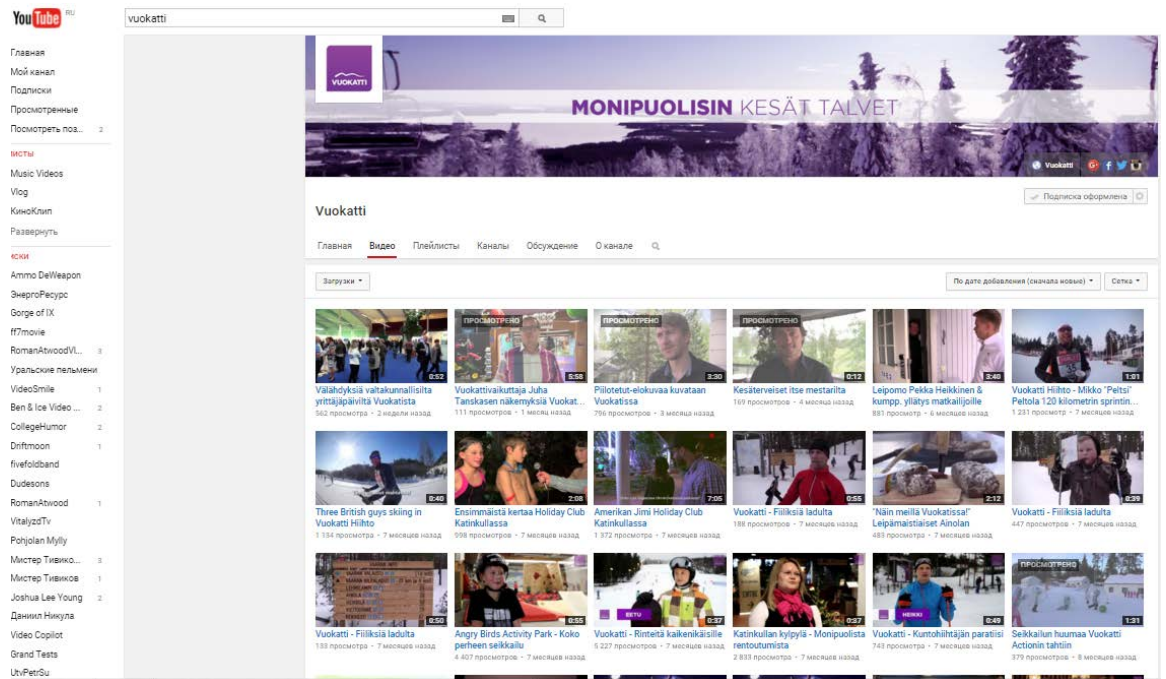 You Tube RU
vuokatti
Главная
Мой канал
Подписки
Просмотренные
Посмотреть поз... 2
Music Videos
Vlog
КиноКлип
Развернуть
Ammo DeWeapon
ЭнергоРесурс
Gorge of IX
ff7movie
RomanAtwoodVl... 3
Уральские пельмени
VideoSmile 1
Ben & Ice Video ... 2
CollegeHumor 2
Driftmoon 1
fivefoldband
Dudesons
RomanAtwood 1
VitalyzdTv
Pohjolan Mylly
Мистер Тивико... 3
Мистер Тивиков 1
Joshua Lee Young 2
Даниил Никула
Video Copilot
Grand Tests
UtvPetrSu
VUOKATTI
MONIPUOLISIN KESÄT TALVET
Vuokatti
Подписка оформлена
Vuokatti
Главная Видео Плейлисты Каналы Обсуждение О канале
Загрузки
По дате добавления (сначала новые) Сетка
0:52
ПРОСМОТРЕНО 5:58
ПРОСМОТРЕНО 3:30
ПРОСМОТРЕНО 0:12
3:40
1:01
Välähdyksiä valtakunnallisilta
yrittäjäpäiviltä Vuokatista
562 просмотра • 2 недели назад
Vuokattivaikuttaja Juha
Tanskasen näkemyksiä Vuokat...
111 просмотров • 1 месяц назад
Piilotetut-elokuvaa kuvataan
Vuokatissa
796 просмотров • 3 месяца назад
Kesäterveiset itse mestarilta
169 просмотров • 4 месяца назад
Leipomo Pekka Heikkinen &
kumpp. yllätys matkailijoille
881 просмотр • 6 месяцев назад
Vuokatti Hiihto - Mikko "Peltsi"
Peltola 120 kilometrin sprintin...
1 231 просмотр • 7 месяцев назад
0:40
2:08
7:05
0:55
2:12
0:39
Three British guys skiing in
Vuokatti Hiihto
1 134 просмотра • 7 месяцев назад
Ensimmäistä kertaa Holiday Club
Katinkullassa
998 просмотров • 7 месяцев назад
Amerikan Jimi Holiday Club
Katinkullassa
1 372 просмотра • 7 месяцев назад
Vuokatti - Fiiliksiä ladulta
188 просмотров • 7 месяцев назад
"Näin meillä Vuokatissa!"
Leipämaistiaiset Ainolan
483 просмотра • 7 месяцев назад
Vuokatti - Fiiliksiä ladulta
447 просмотров • 7 месяцев назад
0:50
0:55
EETU 0:37
0:37
HEIKKI 0:49
ПРОСМОТРЕНО 1:31
Vuokatti - Fiiliksiä ladulta
133 просмотра • 7 месяцев назад
Angry Birds Activity Park - Koko
perheen seikkailu
4 407 просмотров • 7 месяцев назад
Vuokatti - Rinteitä kaikenikäisille
5 227 просмотров • 7 месяцев назад
Katinkullan kylpylä - Monipuolista
rentoutumista
2 833 просмотра • 7 месяцев назад
Vuokatti - Kuntohiihtäjän paratiisi
743 просмотра • 7 месяцев назад
Seikkailun huumaa Vuokatti
Actionin tahtiin
379 просмотров • 8 месяцев назад